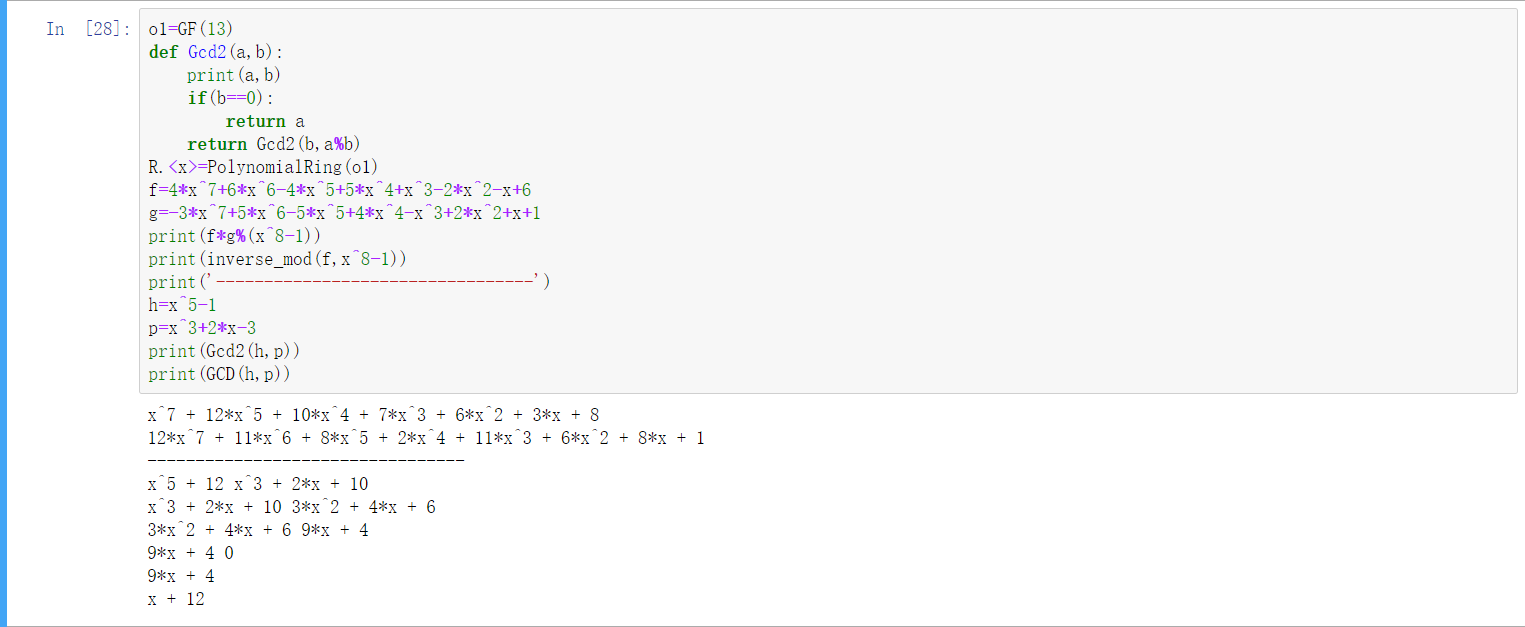 In [28]:
o1=GF(13)
def Gcd2(a,b):
    print(a,b)
    if(b==0):
        return a
    return Gcd2(b,a%b)
R.<x>=PolynomialRing(o1)
f=4*x^7+6*x^6-4*x^5+5*x^4+x^3-2*x^2-x+6
g=-3*x^7+5*x^6-5*x^5+4*x^4-x^3+2*x^2+x+1
print(f*g%(x^8-1))
print(inverse_mod(f,x^8-1))
print('---------------------------------')
h=x^5-1
p=x^3+2*x-3
print(Gcd2(h,p))
print(GCD(h,p))
x^7 + 12*x^5 + 10*x^4 + 7*x^3 + 6*x^2 + 3*x + 8
12*x^7 + 11*x^6 + 8*x^5 + 2*x^4 + 11*x^3 + 6*x^2 + 8*x + 1
---------------------------------
x^5 + 12 x^3 + 2*x + 10
x^3 + 2*x + 10 3*x^2 + 4*x + 6
3*x^2 + 4*x + 6 9*x + 4
9*x + 4 0
9*x + 4
x + 12